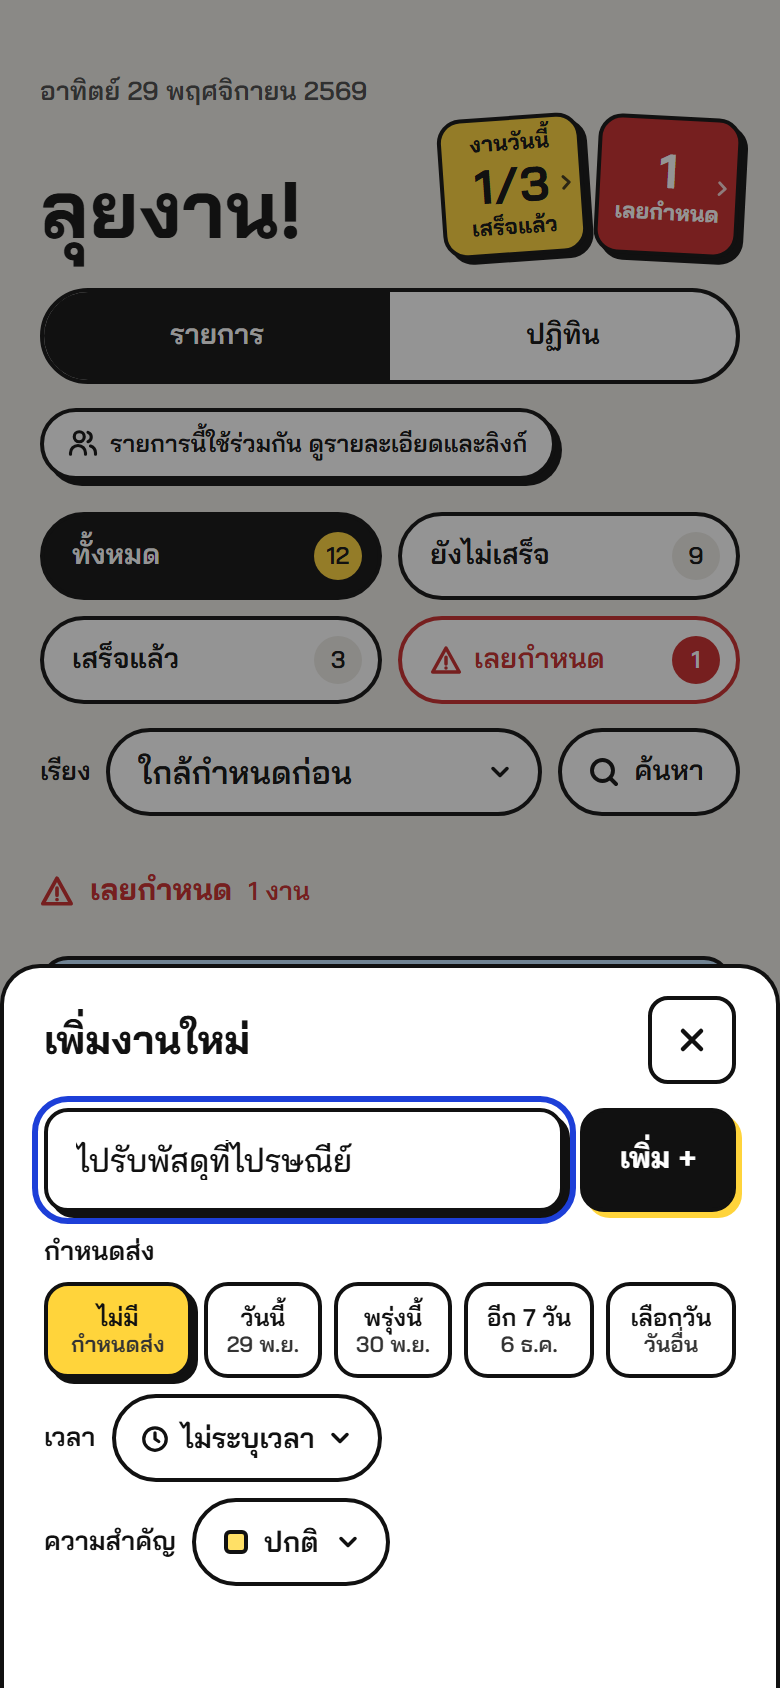 อาทิตย์ 29 พฤศจิกายน 2569
ลุยงาน!
งานวันนี้
1/3
เสร็จแล้ว
1
เลยกำหนด
รายการ
ปฏิทิน
รายการนี้ใช้ร่วมกัน ดูรายละเอียดและลิงก์
ทั้งหมด 12
ยังไม่เสร็จ 9
เสร็จแล้ว 3
เลยกำหนด 1
เรียง ใกล้กำหนดก่อน ค้นหา
เลยกำหนด 1 งาน
เพิ่มงานใหม่
ไปรับพัสดุที่ไปรษณีย์
เพิ่ม +
กำหนดส่ง
ไม่มี
กำหนดส่ง
วันนี้
29 พ.ย.
พรุ่งนี้
30 พ.ย.
อีก 7 วัน
6 ธ.ค.
เลือกวัน
วันอื่น
เวลา ไม่ระบุเวลา
ความสำคัญ ปกติ